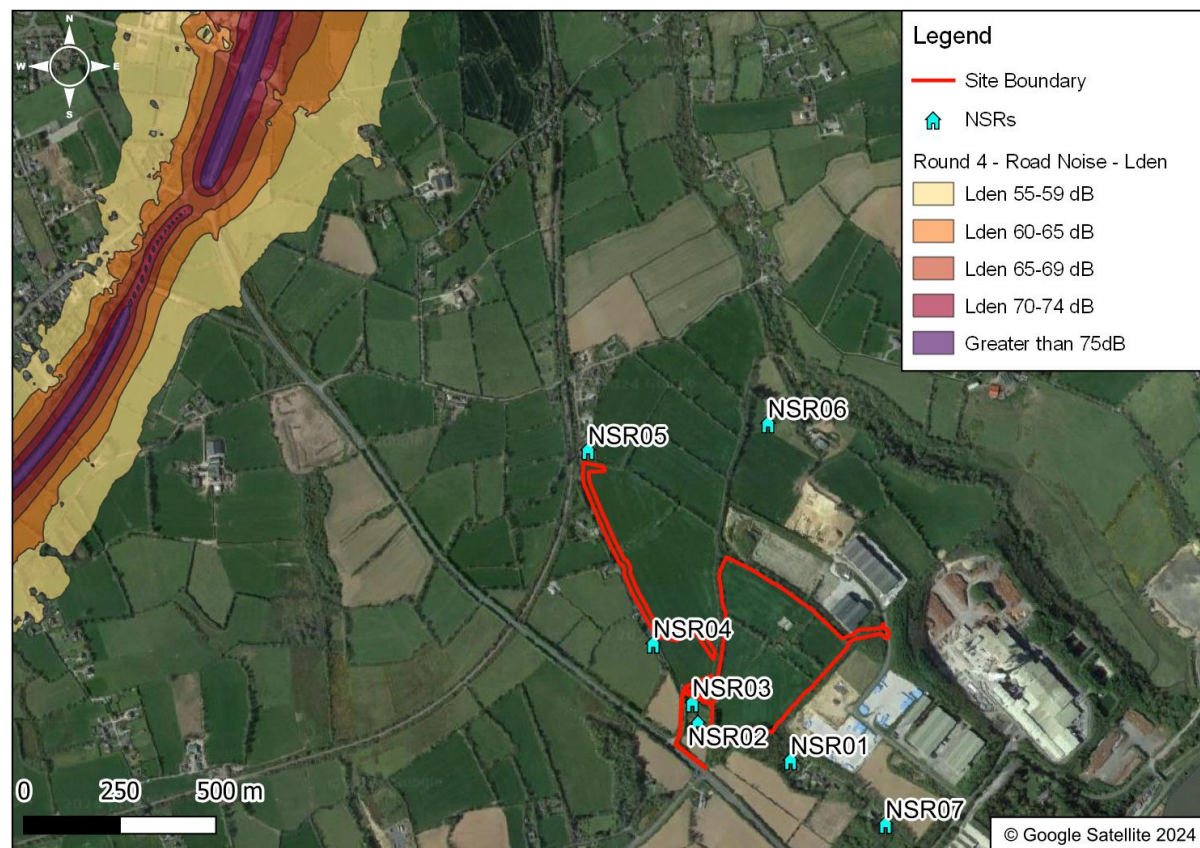 N
W E
S
Legend
Site Boundary
NSRs
Round 4 - Road Noise - Lden
Lden 55-59 dB
Lden 60-65 dB
Lden 65-69 dB
Lden 70-74 dB
Greater than 75dB
NSR06
NSR05
NSR04
NSR03
NSR02
NSR01
NSR07
0 250 500 m
© Google Satellite 2024